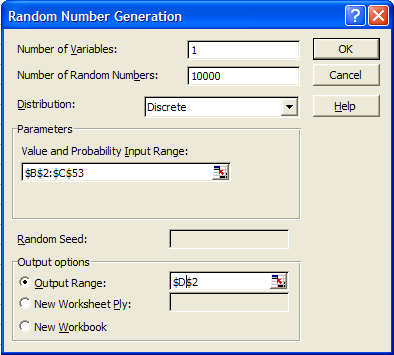 Random Number Generation
Number of Variables: 1 OK
Number of Random Numbers: 10000 Cancel
Distribution: Discrete Help
Parameters
Value and Probability Input Range:
$B$2:$C$53
Random Seed:
Output options
Output Range: $D$2
New Worksheet Ply:
New Workbook